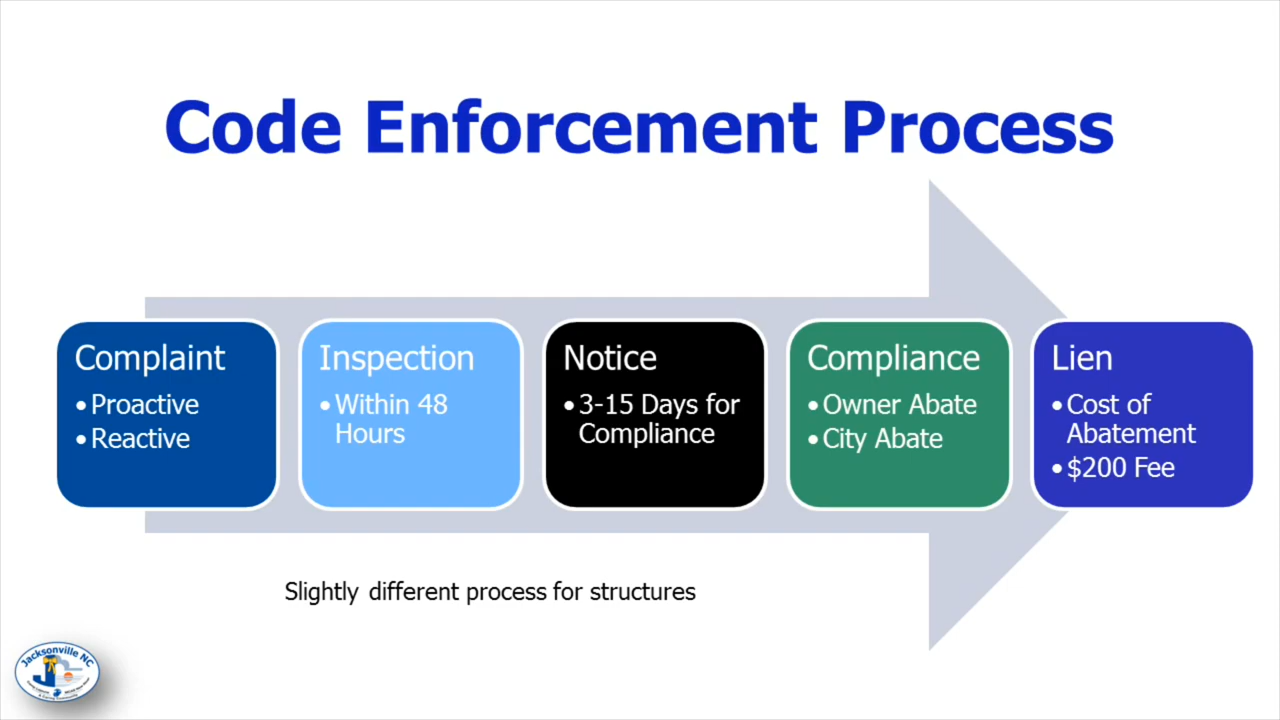 Code Enforcement Process
Complaint
•Proactive
•Reactive
Inspection
•Within 48
Hours
Notice
•3-15 Days for
Compliance
Compliance
•Owner Abate
•City Abate
Lien
•Cost of
Abatement
•$200 Fee
Slightly different process for structures
Jacksonville NC